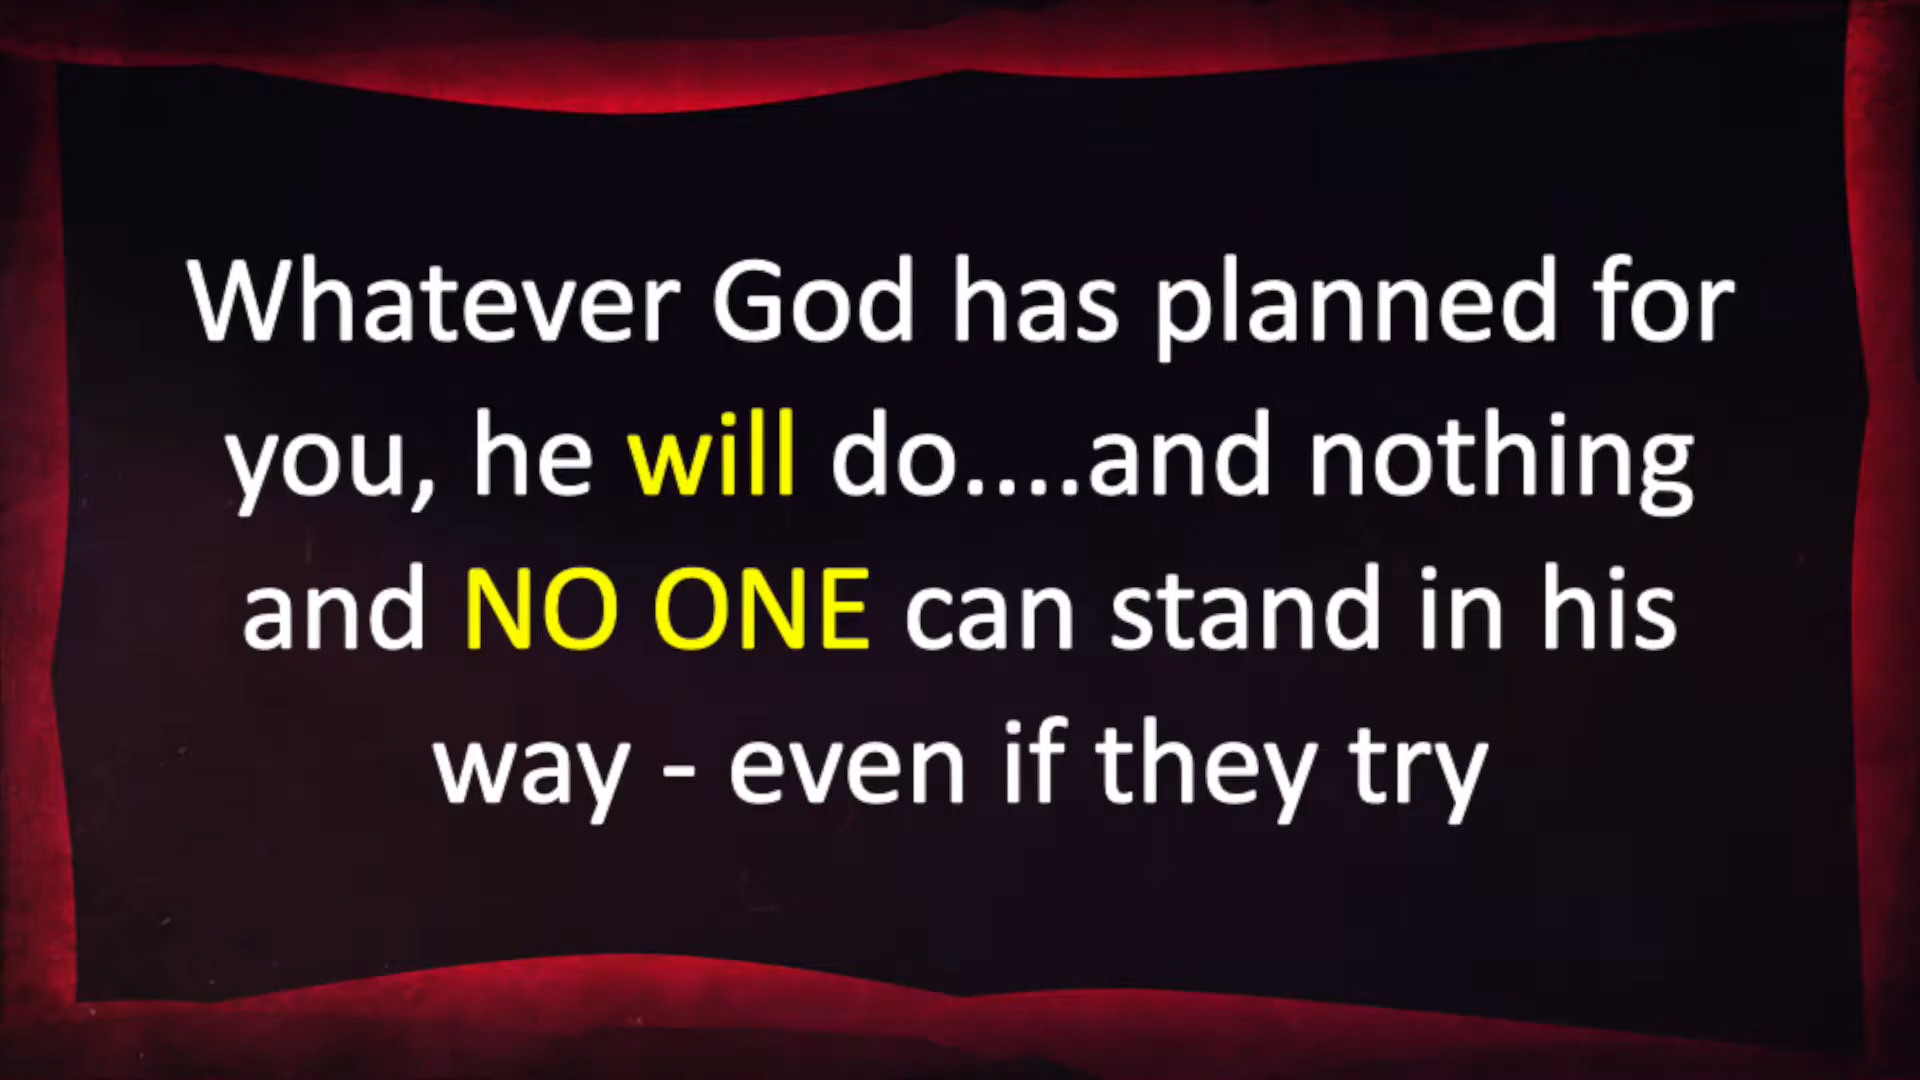 Whatever God has planned for
you, he will do....and nothing
and NO ONE can stand in his
way - even if they try